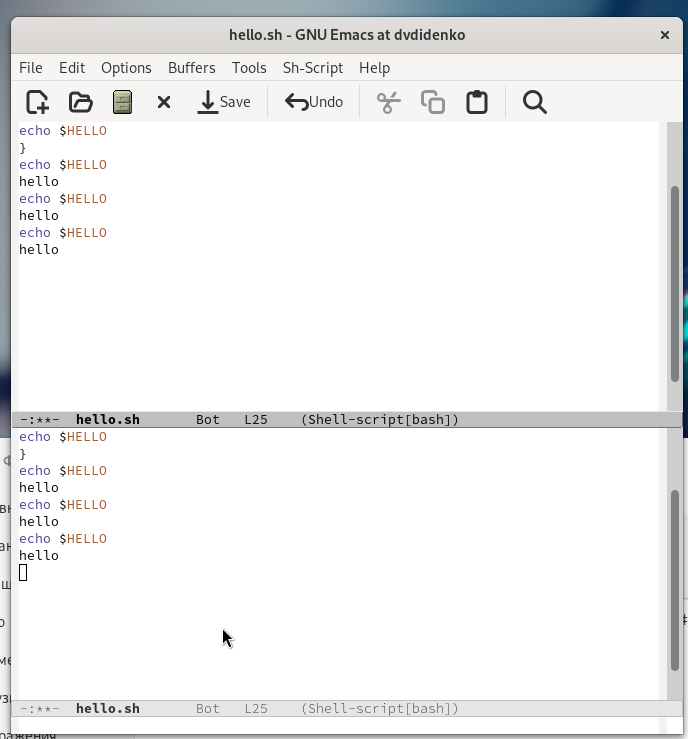 hello.sh - GNU Emacs at dvdidenko
File Edit Options Buffers Tools Sh-Script Help
Save Undo
echo $HELLO
}
echo $HELLO
hello
echo $HELLO
hello
echo $HELLO
hello
-:**-  hello.sh       Bot   L25    (Shell-script[bash])
echo $HELLO
}
echo $HELLO
hello
echo $HELLO
hello
echo $HELLO
hello
-:**-  hello.sh       Bot   L25    (Shell-script[bash])